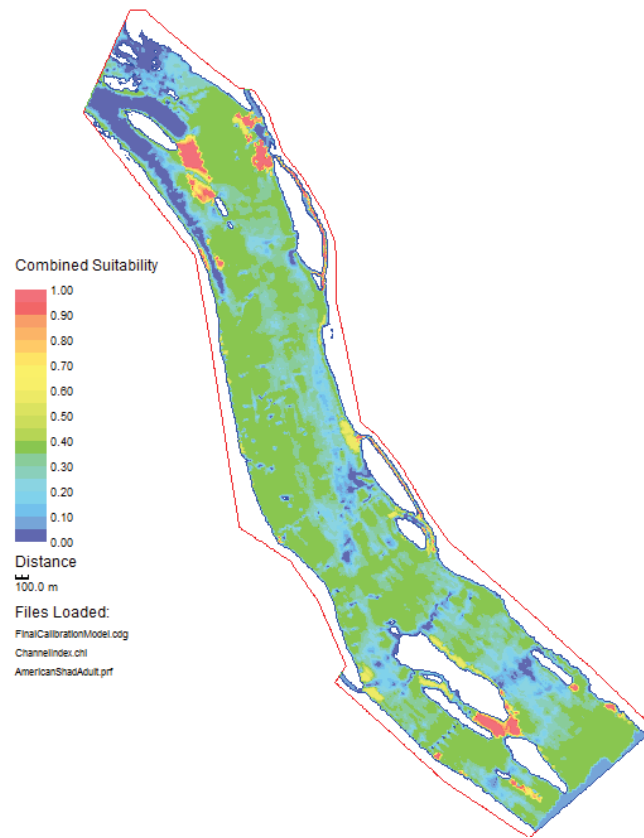 Combined Suitability
1.00
0.90
0.80
0.70
0.60
0.50
0.40
0.30
0.20
0.10
0.00
Distance
100.0 m
Files Loaded:
FinalCalibrationModel.cdg
ChannelIndex.chi
AmericanShadAdult.prf